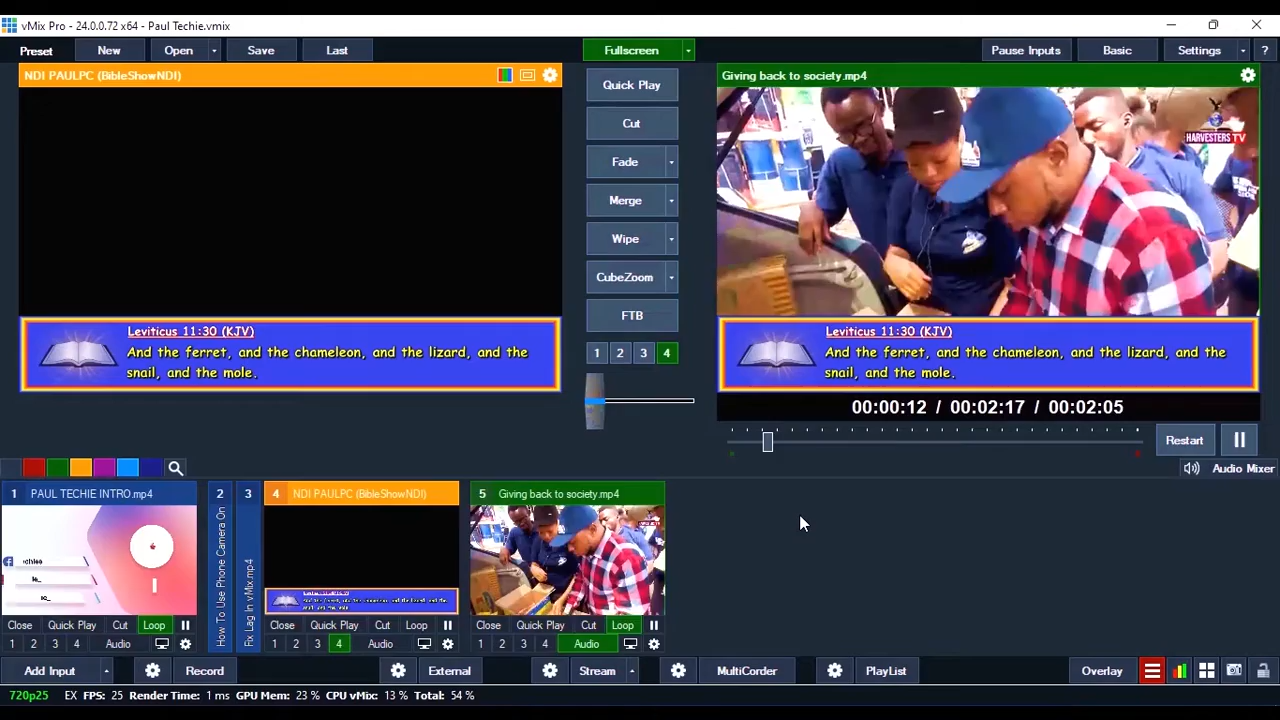 vMix Pro - 24.0.0.72 x64 - Paul Techie.vmix
Preset New Open Save Last Fullscreen Pause Inputs Basic Settings ?
NDI PAULPC (BibleShowNDI)
Leviticus 11:30 (KJV)
And the ferret, and the chameleon, and the lizard, and the
snail, and the mole.
Quick Play
Cut
Fade
Merge
Wipe
CubeZoom
FTB
1 2 3 4
Giving back to society.mp4
HARVESTERS TV
Leviticus 11:30 (KJV)
And the ferret, and the chameleon, and the lizard, and the
snail, and the mole.
00:00:12 / 00:02:17 / 00:02:05
Restart
Audio Mixer
1 PAUL TECHIE INTRO.mp4
Close Quick Play Cut Loop
1 2 3 4 Audio
2 How To Use Phone Camera On
3 Fix Lag In vMix.mp4
4 NDI PAULPC (BibleShowNDI)
Close Quick Play Cut Loop
1 2 3 4 Audio
5 Giving back to society.mp4
Close Quick Play Cut Loop
1 2 3 4 Audio
Add Input Record External Stream MultiCorder PlayList Overlay
720p25 EX FPS: 25 Render Time: 1 ms GPU Mem: 23 % CPU vMix: 13 % Total: 54 %